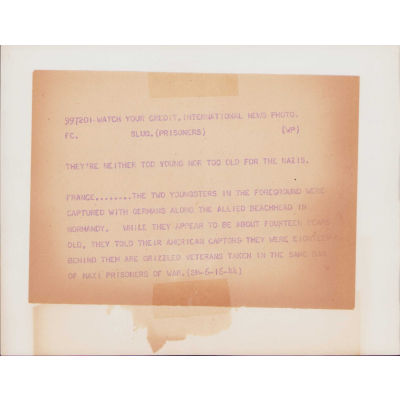 997201-WATCH YOUR CREDIT, INTERNATIONAL NEWS PHOTO.
FC. SLUG.(PRISONERS) (WP)
THEY'RE NEITHER TOO YOUNG NOR TOO OLD FOR THE NAZIS.
FRANCE........THE TWO YOUNGSTERS IN THE FOREGROUND WERE
CAPTURED WITH GERMANS ALONG THE ALLIED BEACHHEAD IN
NORMANDY. WHILE THEY APPEAR TO BE ABOUT FOURTEEN YEARS
OLD, THEY TOLD THEIR AMERICAN CAPTORS THEY WERE EIGHTEEN
BEHIND THEM ARE GRIZZLED VETERANS TAKEN IN THE SAME BAG
OF NAZI PRISONERS OF WAR.(SM-6-16-44)